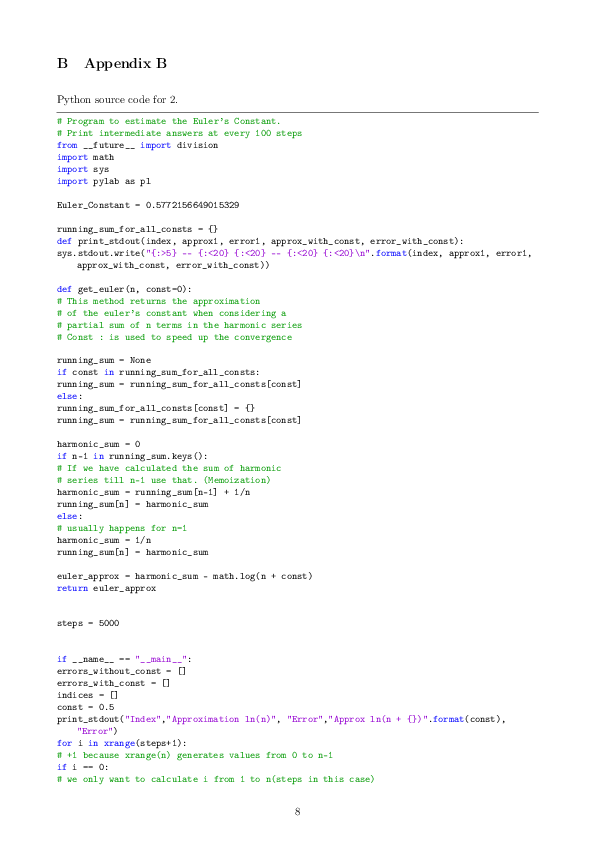 B Appendix B
Python source code for 2.
# Program to estimate the Euler's Constant.
# Print intermediate answers at every 100 steps
from __future__ import division
import math
import sys
import pylab as pl
Euler_Constant = 0.5772156649015329
running_sum_for_all_consts = {}
def print_stdout(index, approx1, error1, approx_with_const, error_with_const):
sys.stdout.write("{:>5} -- {:<20} {:<20} -- {:<20} {:<20}\n".format(index, approx1, error1,
approx_with_const, error_with_const))
def get_euler(n, const=0):
# This method returns the approximation
# of the euler's constant when considering a
# partial sum of n terms in the harmonic series
# Const : is used to speed up the convergence
running_sum = None
if const in running_sum_for_all_consts:
running_sum = running_sum_for_all_consts[const]
else:
running_sum_for_all_consts[const] = {}
running_sum = running_sum_for_all_consts[const]
harmonic_sum = 0
if n-1 in running_sum.keys():
# If we have calculated the sum of harmonic
# series till n-1 use that. (Memoization)
harmonic_sum = running_sum[n-1] + 1/n
running_sum[n] = harmonic_sum
else:
# usually happens for n=1
harmonic_sum = 1/n
running_sum[n] = harmonic_sum
euler_approx = harmonic_sum - math.log(n + const)
return euler_approx
steps = 5000
if __name__ == "__main__":
errors_without_const = []
errors_with_const = []
indices = []
const = 0.5
print_stdout("Index","Approximation ln(n)", "Error","Approx ln(n + {})".format(const),
"Error")
for i in xrange(steps+1):
# +1 because xrange(n) generates values from 0 to n-1
if i == 0:
# we only want to calculate i from 1 to n(steps in this case)
8